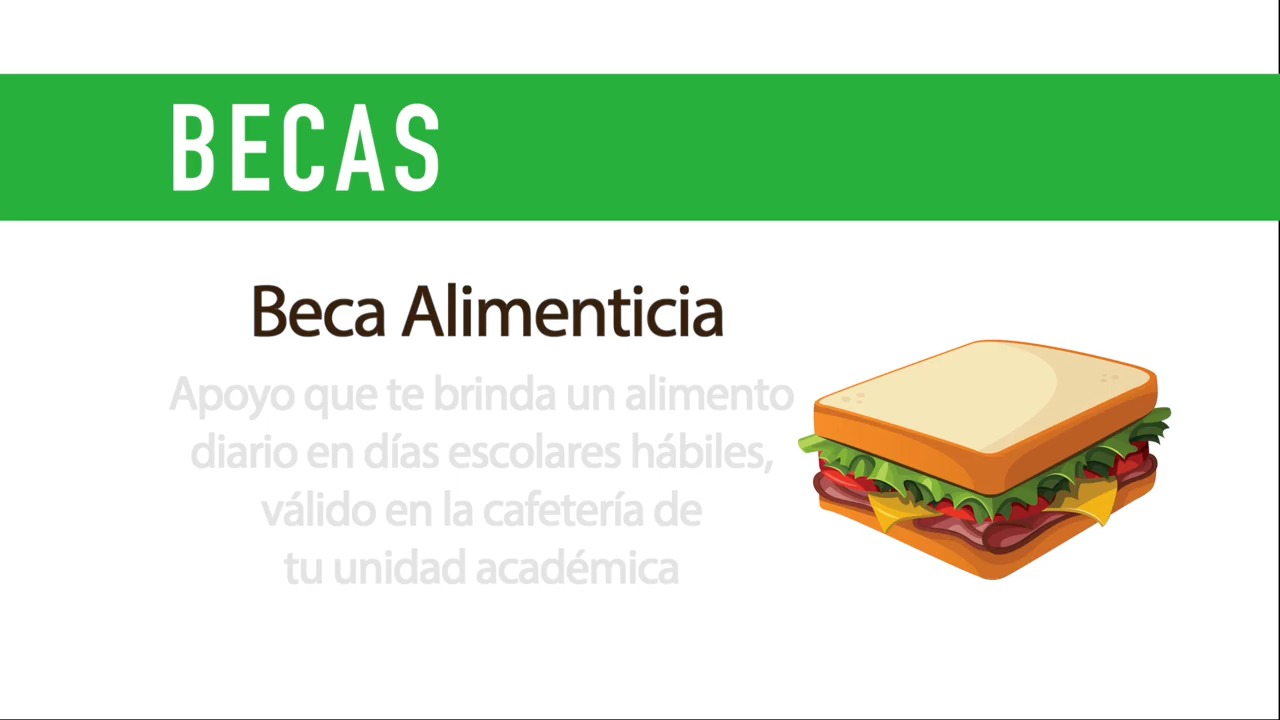 BECAS
Beca Alimenticia
Apoyo que te brinda un alimento
diario en días escolares hábiles,
válido en la cafetería de
tu unidad académica